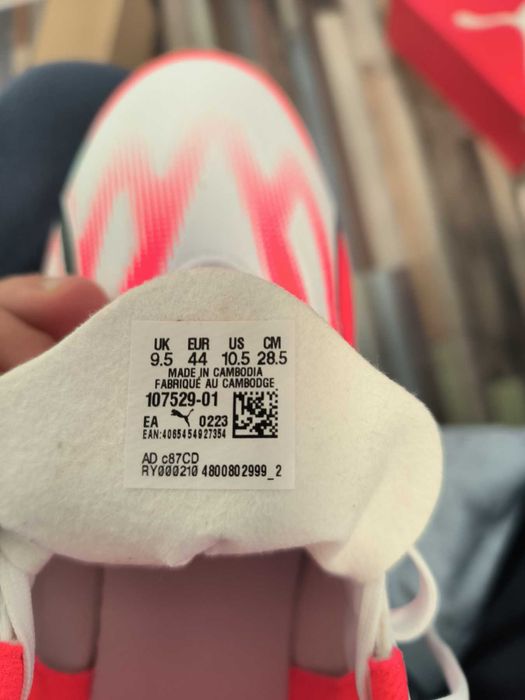 UK EUR US CM
9.5 44 10.5 28.5
MADE IN CAMBODIA
FABRIQUÉ AU CAMBODGE
107529-01
EA 0223
EAN:4065454927354
AD c87CD
RY000210 4800802999_2